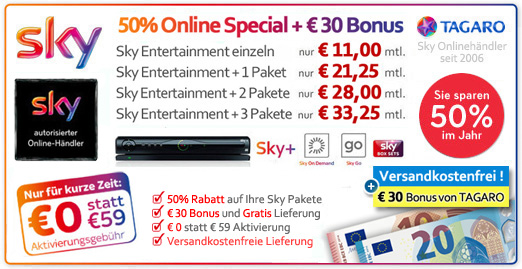 sky
50% Online Special + € 30 Bonus
TAGARO
Sky Onlinehändler
seit 2006
Sky Entertainment einzeln nur € 11,00 mtl.
Sky Entertainment + 1 Paket nur € 21,25 mtl.
Sky Entertainment + 2 Pakete nur € 28,00 mtl.
Sky Entertainment + 3 Pakete nur € 33,25 mtl.
sky
autorisierter
Online-Händler
Sie sparen
50%
im Jahr
Sky+
Sky On Demand
go
Sky Go
sky
BOX SETS
Nur für kurze Zeit:
€0 statt
€59
Aktivierungsgebühr
50% Rabatt auf Ihre Sky Pakete
€ 30 Bonus und Gratis Lieferung
€ 0 statt € 59 Aktivierung
Versandkostenfreie Lieferung
Versandkostenfrei !
+ € 30 Bonus von TAGARO
20